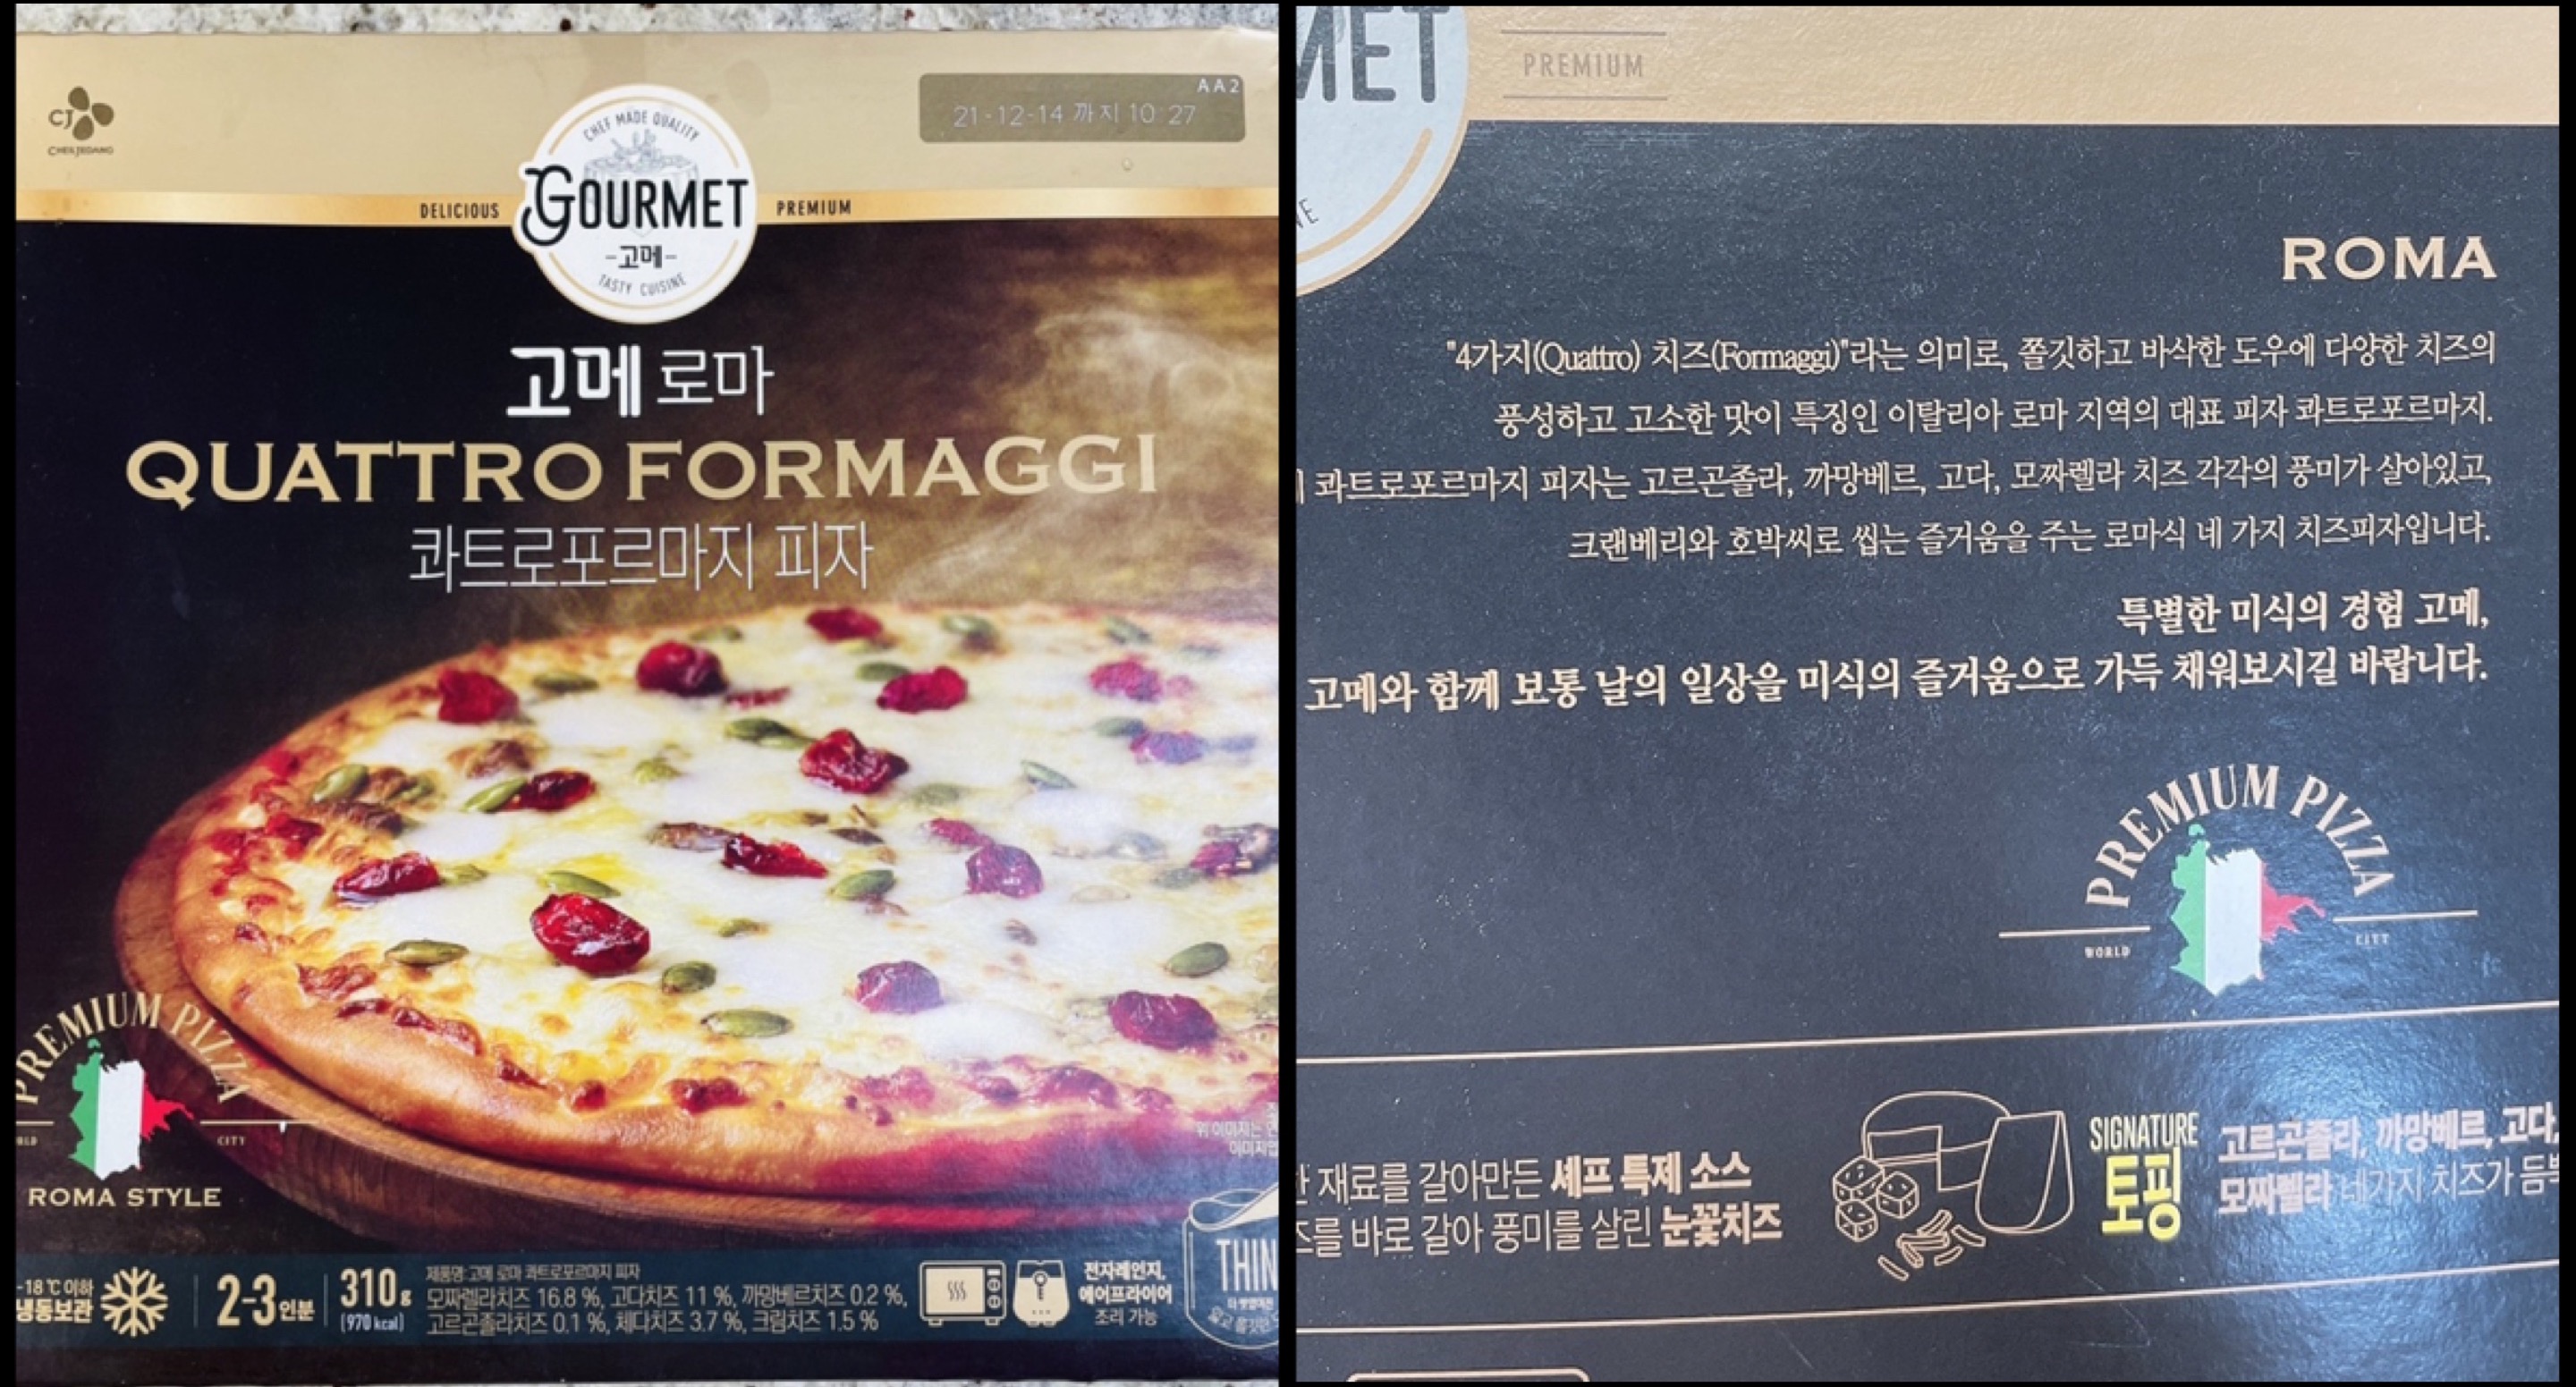 CJ
CHEILJEDANG
AA2
21-12-14 까지 10:27
CHEF MADE QUALITY
DELICIOUS
GOURMET
PREMIUM
-고메-
TASTY CUISINE
고메 로마
QUATTRO FORMAGGI
콰트로포르마지 피자
PREMIUM PIZZA
CITY
ROMA STYLE
위 이미지는
-18℃ 이하
냉동보관
2-3인분
310g
(970 kcal)
제품명:고메 로마 콰트로포르마지 피자
모짜렐라치즈 16.8 %, 고다치즈 11 %, 까망베르치즈 0.2 %,
고르곤졸라치즈 0.1 %, 체다치즈 3.7 %, 크림치즈 1.5 %
전자레인지,
에어프라이어
조리 가능
THIN
MET
PREMIUM
NE
ROMA
"4가지(Quattro) 치즈(Formaggi)"라는 의미로, 쫄깃하고 바삭한 도우에 다양한 치즈의
풍성하고 고소한 맛이 특징인 이탈리아 로마 지역의 대표 피자 콰트로포르마지.
콰트로포르마지 피자는 고르곤졸라, 까망베르, 고다, 모짜렐라 치즈 각각의 풍미가 살아있고,
크랜베리와 호박씨로 씹는 즐거움을 주는 로마식 네 가지 치즈피자입니다.
특별한 미식의 경험 고메,
고메와 함께 보통 날의 일상을 미식의 즐거움으로 가득 채워보시길 바랍니다.
PREMIUM PIZZA
WORLD
CITY
재료를 갈아만든 셰프 특제 소스
즈를 바로 갈아 풍미를 살린 눈꽃치즈
SIGNATURE
토핑
고르곤졸라, 까망베르, 고다,
모짜렐라 네가지 치즈가 듬뿍